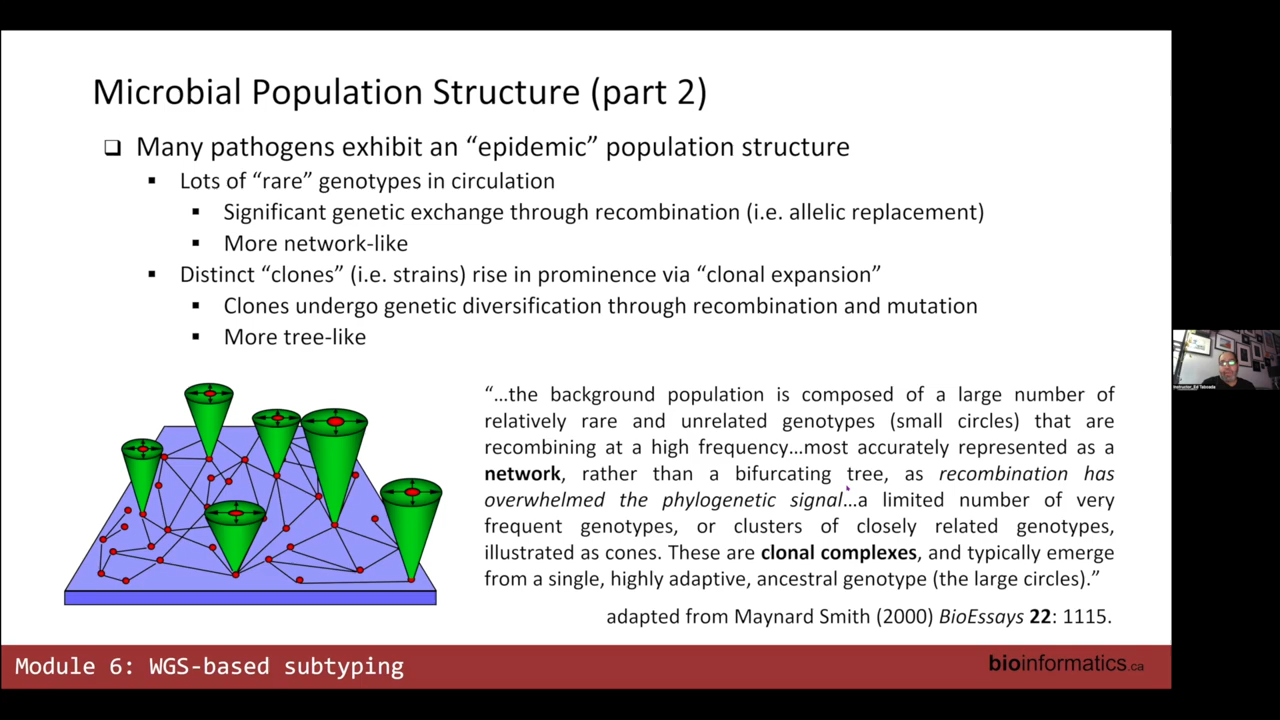 Microbial Population Structure (part 2)
Many pathogens exhibit an “epidemic” population structure
Lots of “rare” genotypes in circulation
Significant genetic exchange through recombination (i.e. allelic replacement)
More network-like
Distinct “clones” (i.e. strains) rise in prominence via “clonal expansion”
Clones undergo genetic diversification through recombination and mutation
More tree-like
“…the background population is composed of a large number of
relatively rare and unrelated genotypes (small circles) that are
recombining at a high frequency…most accurately represented as a
network, rather than a bifurcating tree, as recombination has
overwhelmed the phylogenetic signal…a limited number of very
frequent genotypes, or clusters of closely related genotypes,
illustrated as cones. These are clonal complexes, and typically emerge
from a single, highly adaptive, ancestral genotype (the large circles).”
adapted from Maynard Smith (2000) BioEssays 22: 1115.
Module 6: WGS-based subtyping
bioinformatics.ca
Instructor_Ed Taboada